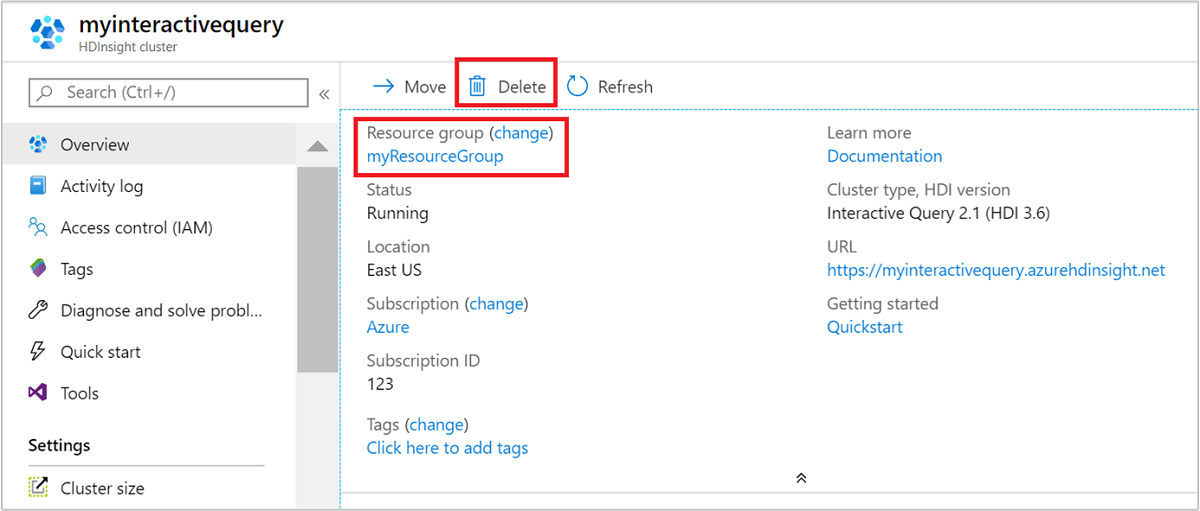 myinteractivequery
HDInsight cluster
Search (Ctrl+/)
«
Overview
Activity log
Access control (IAM)
Tags
Diagnose and solve probl...
Quick start
Tools
Settings
Cluster size
Move
Delete
Refresh
Resource group (change)
myResourceGroup
Status
Running
Location
East US
Subscription (change)
Azure
Subscription ID
123
Tags (change)
Click here to add tags
Learn more
Documentation
Cluster type, HDI version
Interactive Query 2.1 (HDI 3.6)
URL
https://myinteractivequery.azurehdinsight.net
Getting started
Quickstart